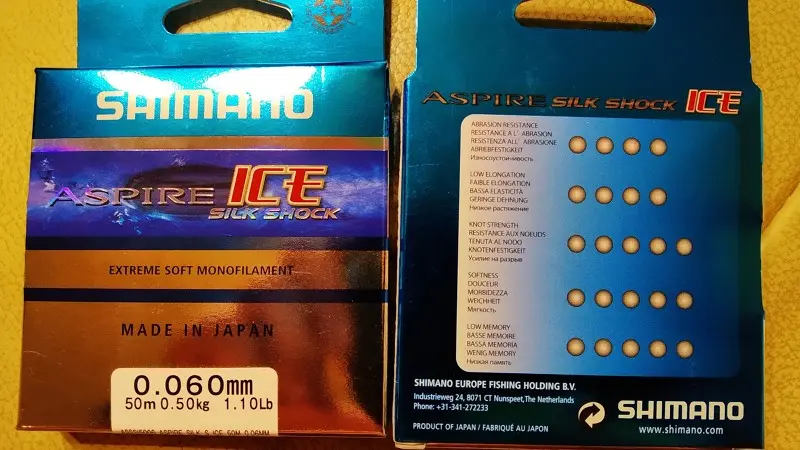 SHIMANO
ASPIRE ICE
SILK SHOCK
EXTREME SOFT MONOFILAMENT
MADE IN JAPAN
0.060mm
50m 0.50kg 1.10Lb
ASPIRE SILK SHOCK ICE
ABRASION RESISTANCE
RESISTANCE A L' ABRASION
RESISTENZA ALL' ABRASIONE
ABRIEBFESTIGKEIT
Износоустойчивость
LOW ELONGATION
FAIBLE ELONGATION
BASSA ELASTICITÀ
GERINGE DEHNUNG
Низкое растяжение
KNOT STRENGTH
RESISTANCE AUX NOEUDS
TENUTA AL NODO
KNOTENFESTIGKEIT
Усилие на разрыв
SOFTNESS
DOUCEUR
MORBIDEZZA
WEICHHEIT
Мягкость
LOW MEMORY
BASSE MEMOIRE
BASSA MEMORIA
WENIG MEMORY
Низкая память
SHIMANO EUROPE FISHING HOLDING B.V.
Industrieweg 24, 8071 CT Nunspeet,The Netherlands
Phone: +31-341-272233
SHIMANO
www.shimano.com
PRODUCT OF JAPAN / FABRIQUÉ AU JAPON